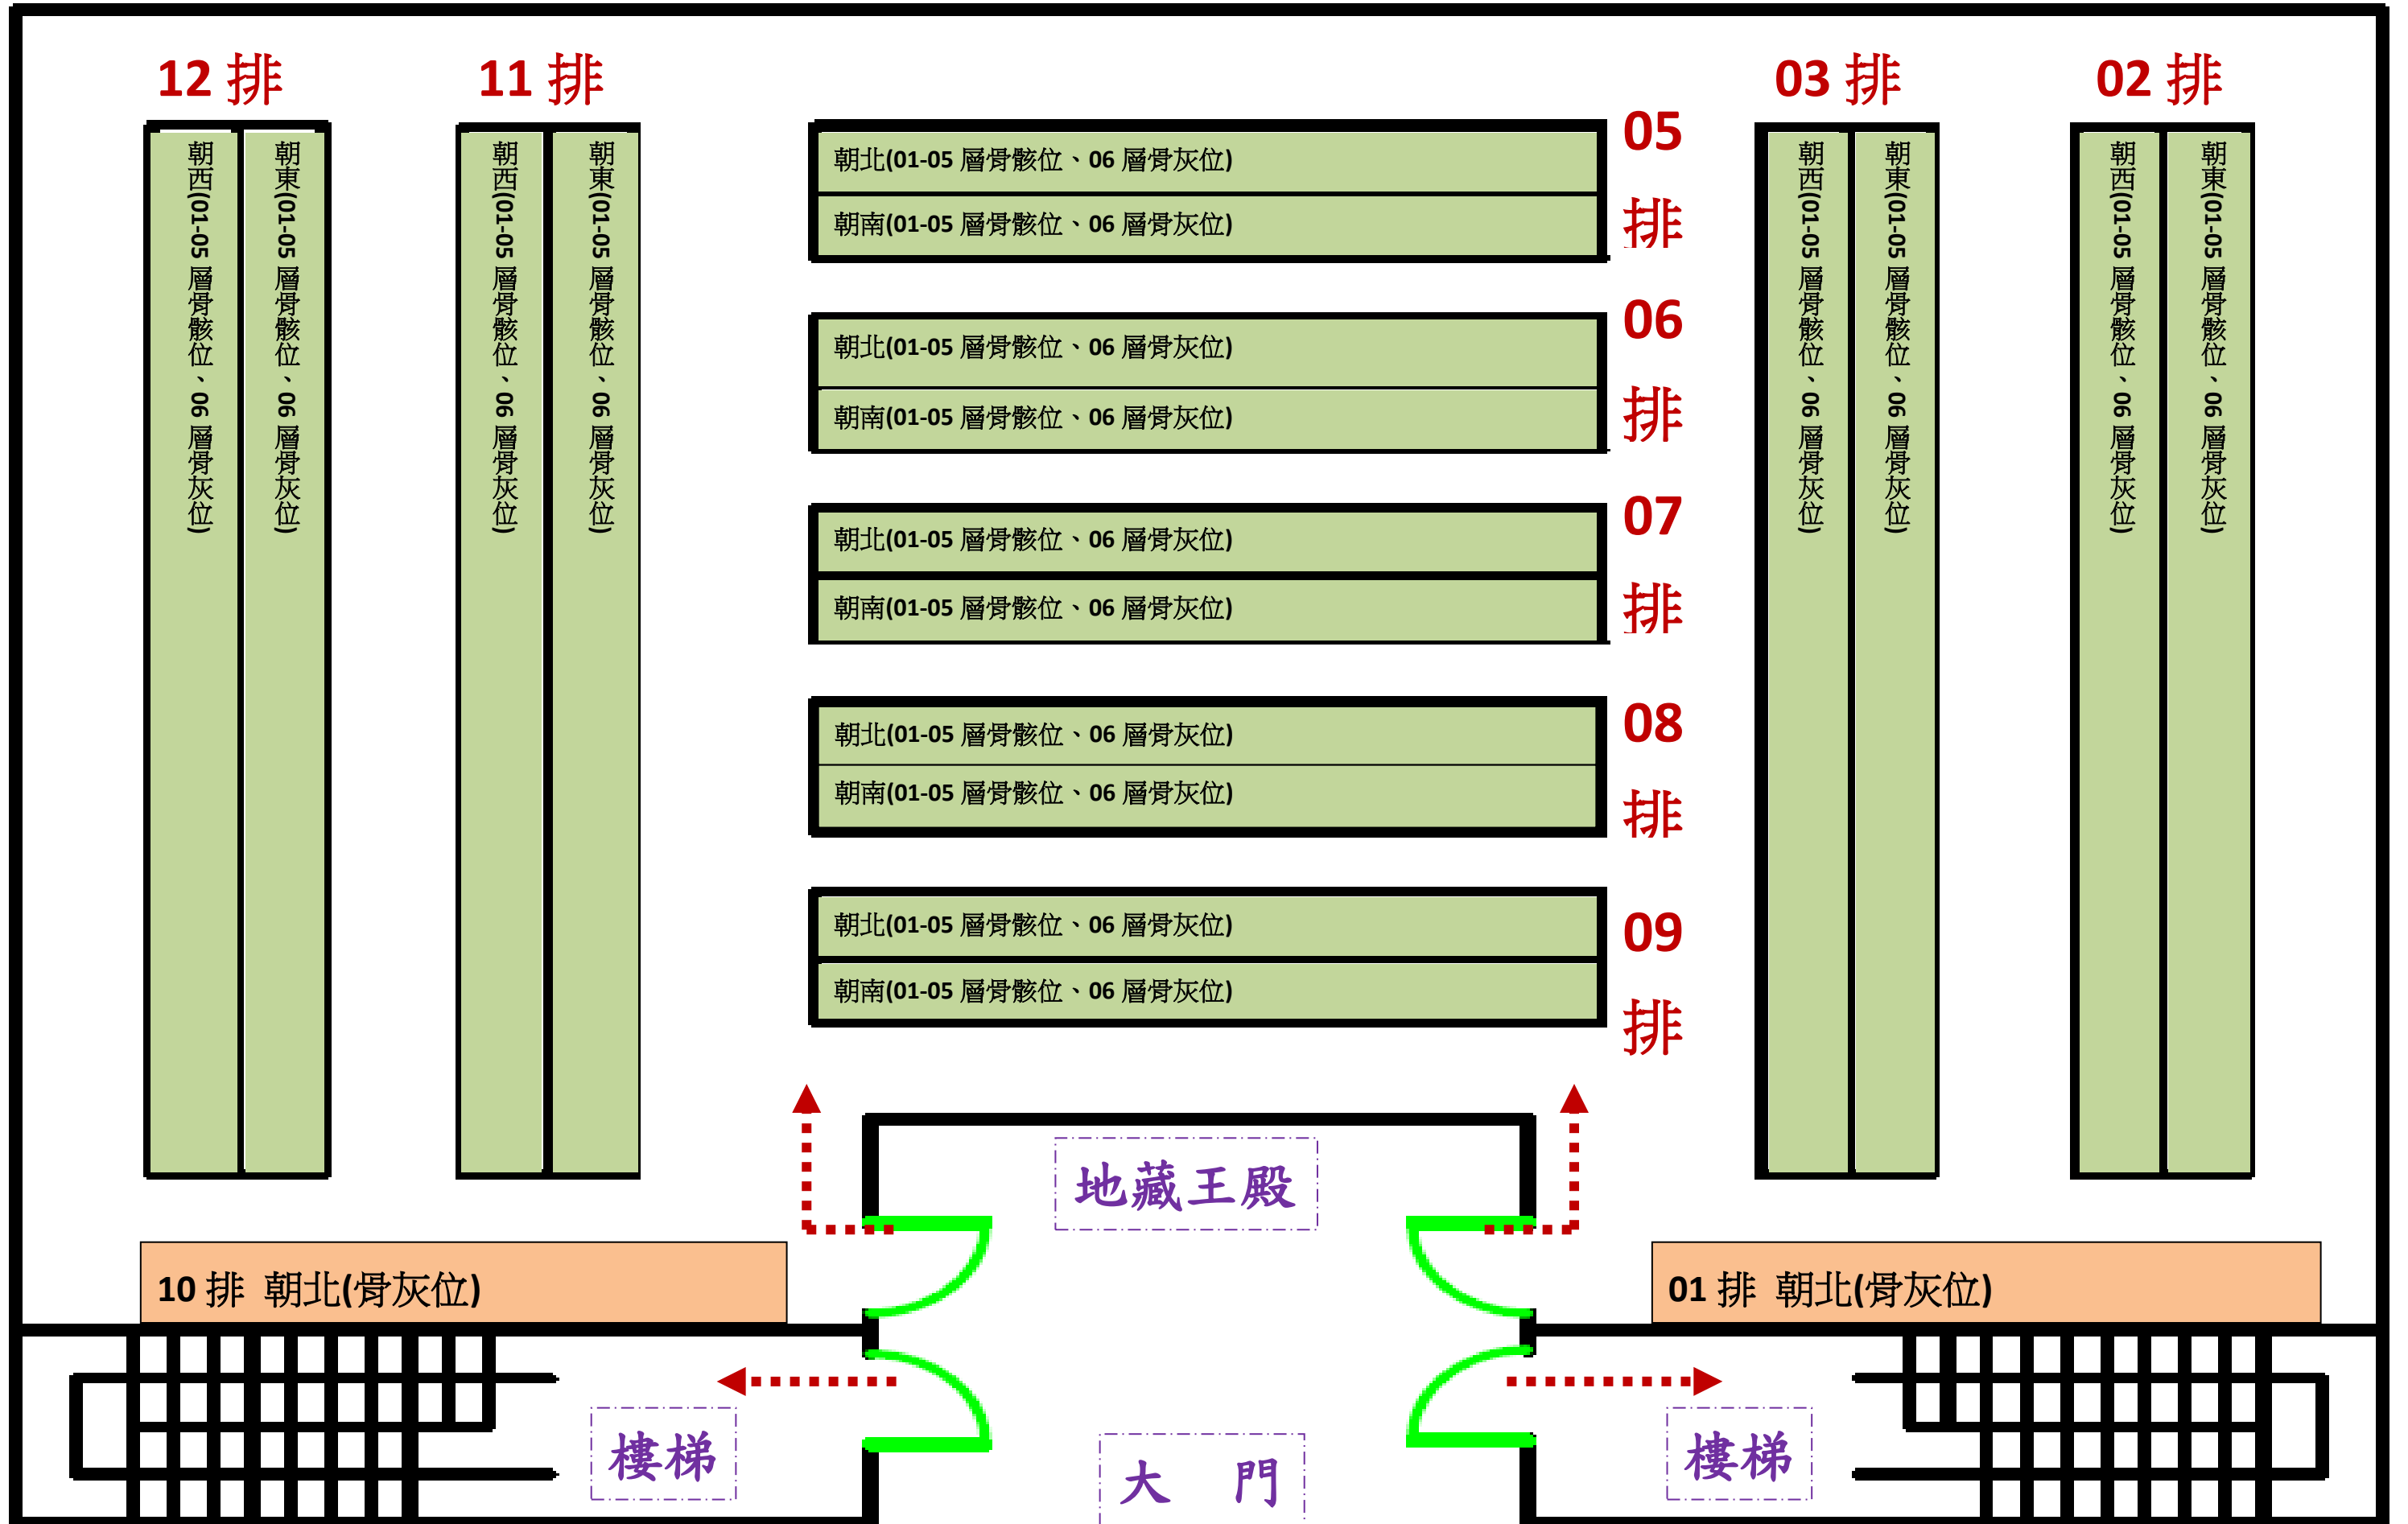 12 排
11 排
03 排
02 排
朝西(01-05 層骨骸位、06 層骨灰位)
朝東(01-05 層骨骸位、06 層骨灰位)
朝西(01-05 層骨骸位、06 層骨灰位)
朝東(01-05 層骨骸位、06 層骨灰位)
05
排
朝北(01-05 層骨骸位、06 層骨灰位)
朝南(01-05 層骨骸位、06 層骨灰位)
06
排
朝北(01-05 層骨骸位、06 層骨灰位)
朝南(01-05 層骨骸位、06 層骨灰位)
07
排
朝北(01-05 層骨骸位、06 層骨灰位)
朝南(01-05 層骨骸位、06 層骨灰位)
08
排
朝北(01-05 層骨骸位、06 層骨灰位)
朝南(01-05 層骨骸位、06 層骨灰位)
09
排
朝北(01-05 層骨骸位、06 層骨灰位)
朝南(01-05 層骨骸位、06 層骨灰位)
朝西(01-05 層骨骸位、06 層骨灰位)
朝東(01-05 層骨骸位、06 層骨灰位)
朝西(01-05 層骨骸位、06 層骨灰位)
朝東(01-05 層骨骸位、06 層骨灰位)
地藏王殿
10 排 朝北(骨灰位)
01 排 朝北(骨灰位)
樓梯
大 門
樓梯